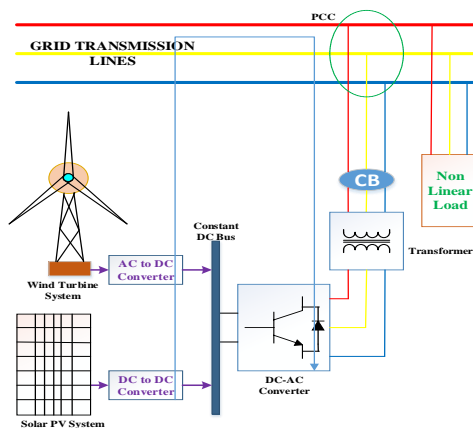 PCC
GRID TRANSMISSION
LINES
CB
Non
Linear
Load
Transformer
Constant
DC Bus
AC to DC
Converter
Wind Turbine
System
DC to DC
Converter
DC-AC
Converter
Solar PV System